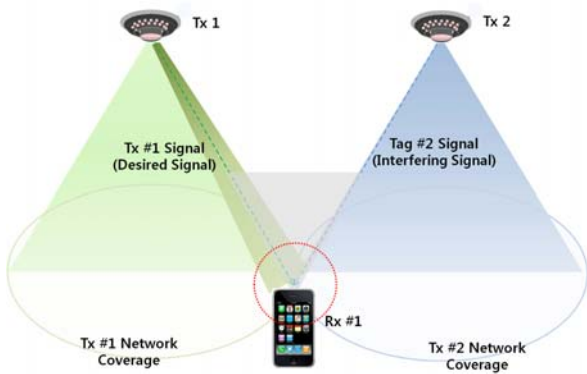 Tx 1
Tx 2
Tx #1 Signal
(Desired Signal)
Tag #2 Signal
(Interfering Signal)
Rx #1
Tx #1 Network
Coverage
Tx #2 Network
Coverage